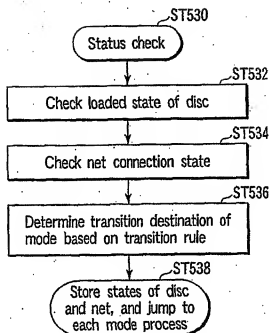 ST530
Status check
ST532
Check loaded state of disc
ST534
Check net connection state
ST536
Determine transition destination of
mode based on transition rule
ST538
Store states of disc
and net, and jump to
each mode process